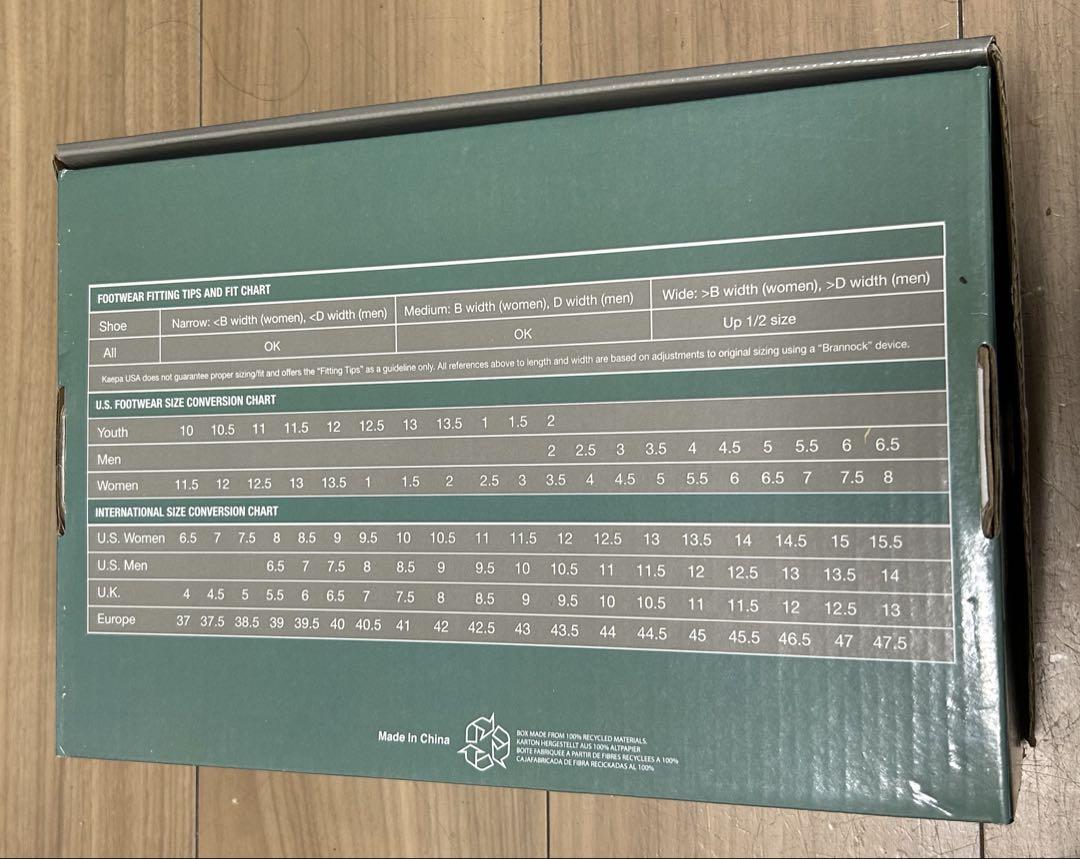 FOOTWEAR FITTING TIPS AND FIT CHART
Shoe Narrow: <B width (women), <D width (men) Medium: B width (women), D width (men) Wide: >B width (women), >D width (men)
All OK OK Up 1/2 size
Kaepa USA does not guarantee proper sizing/fit and offers the "Fitting Tips" as a guideline only. All references above to length and width are based on adjustments to original sizing using a "Brannock" device.
U.S. FOOTWEAR SIZE CONVERSION CHART
Youth 10 10.5 11 11.5 12 12.5 13 13.5 1 1.5 2
Men 2 2.5 3 3.5 4 4.5 5 5.5 6 6.5
Women 11.5 12 12.5 13 13.5 1 1.5 2 2.5 3 3.5 4 4.5 5 5.5 6 6.5 7 7.5 8
INTERNATIONAL SIZE CONVERSION CHART
U.S. Women 6.5 7 7.5 8 8.5 9 9.5 10 10.5 11 11.5 12 12.5 13 13.5 14 14.5 15 15.5
U.S. Men 6.5 7 7.5 8 8.5 9 9.5 10 10.5 11 11.5 12 12.5 13 13.5 14
U.K. 4 4.5 5 5.5 6 6.5 7 7.5 8 8.5 9 9.5 10 10.5 11 11.5 12 12.5 13
Europe 37 37.5 38.5 39 39.5 40 40.5 41 42 42.5 43 43.5 44 44.5 45 45.5 46.5 47 47.5
Made In China
BOX MADE FROM 100% RECYCLED MATERIALS.
KARTON HERGESTELLT AUS 100% ALTPAPIER
BOITE FABRIQUEE A PARTIR DE FIBRES RECYCLEES A 100%
CAJAFABRICADA DE FIBRA RECICKADAS AL 100%